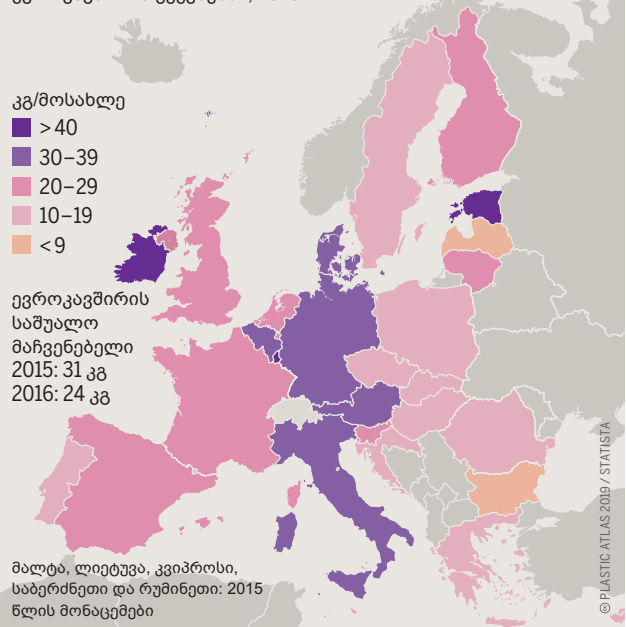 კგ/მოსახლე
>40
30–39
20–29
10–19
<9
ევროკავშირის
საშუალო
მაჩვენებელი
2015: 31 კგ
2016: 24 კგ
მალტა, ლიეტუვა, კვიპროსი,
საბერძნეთი და რუმინეთი: 2015
წლის მონაცემები
PLASTIC ATLAS 2019 / STATISTA